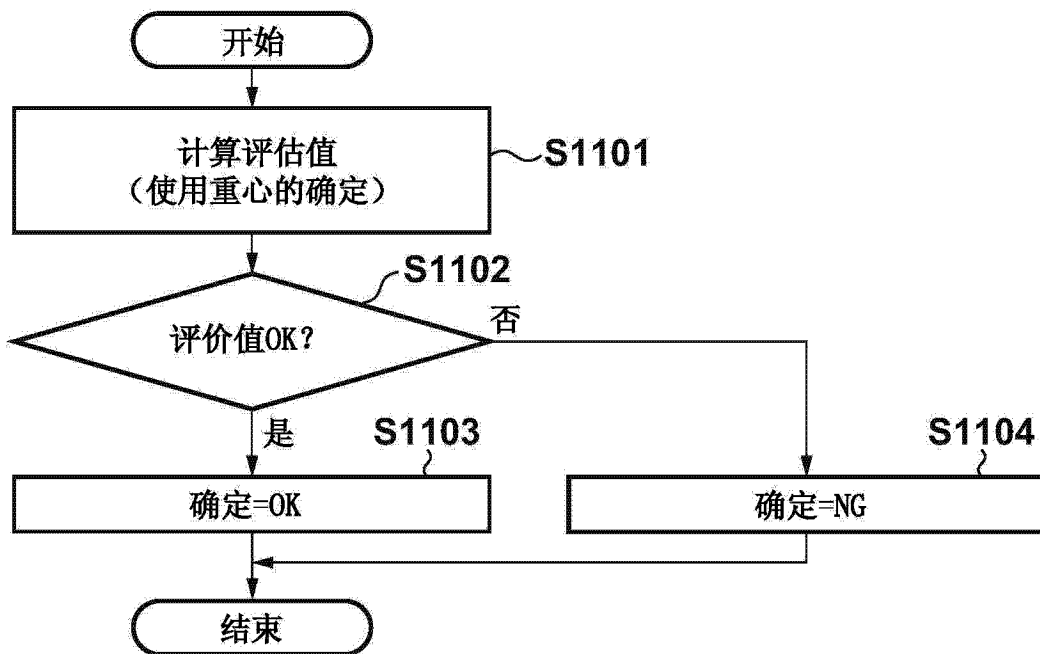 开始
计算评估值
（使用重心的确定）
S1101
S1102
评价值OK？
否
是
S1103
S1104
确定=OK
确定=NG
结束